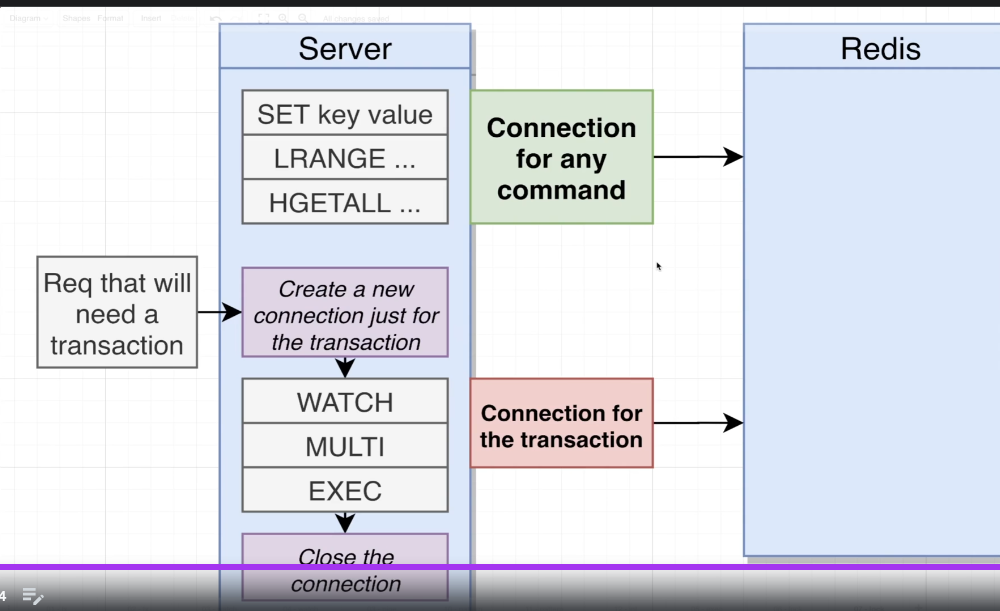 Diagram
Shapes
Format
Insert
All changes saved
Server
Redis
SET key value
LRANGE ...
HGETALL ...
Connection
for any
command
Req that will
need a
transaction
Create a new
connection just for
the transaction
WATCH
MULTI
EXEC
Connection for
the transaction
Close the
connection
4